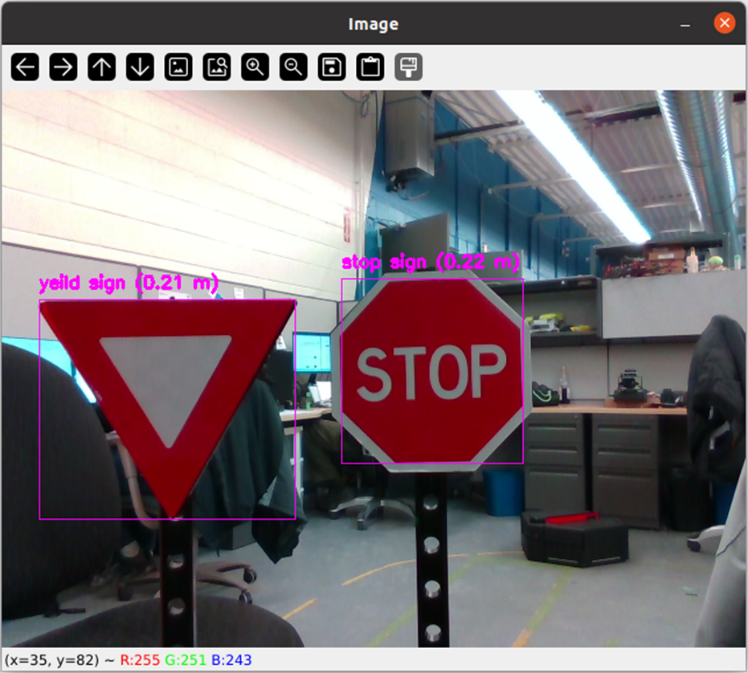 Image
yeild sign (0.21 m)
stop sign (0.22 m)
STOP
(x=35, y=82) ~ R:255 G:251 B:243